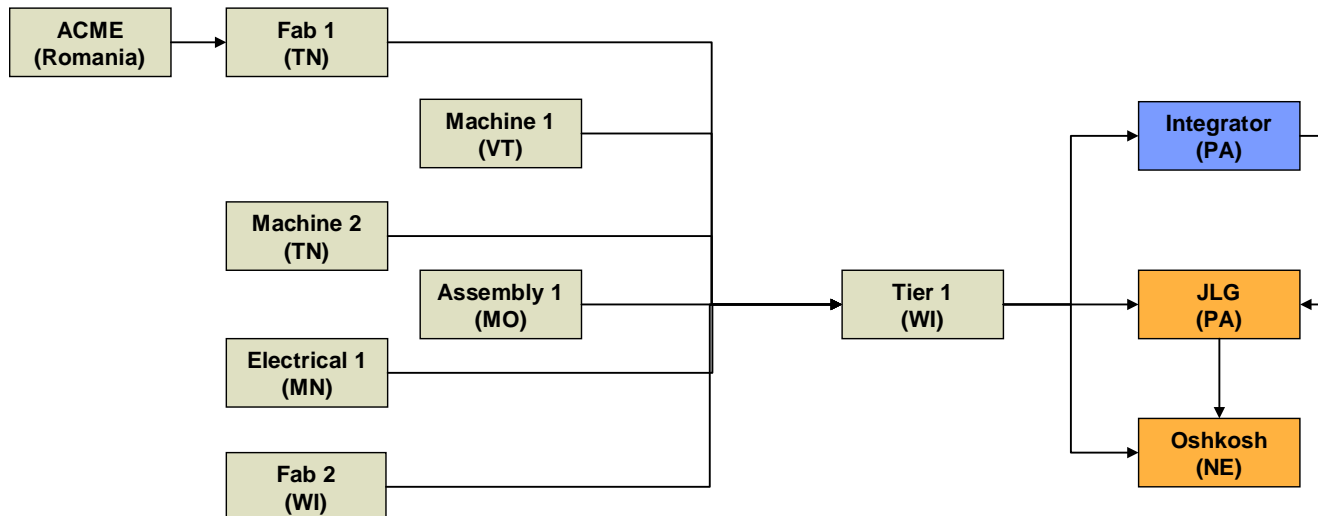 ACME
(Romania)
Fab 1
(TN)
Machine 1
(VT)
Integrator
(PA)
Machine 2
(TN)
Assembly 1
(MO)
Tier 1
(WI)
JLG
(PA)
Electrical 1
(MN)
Oshkosh
(NE)
Fab 2
(WI)